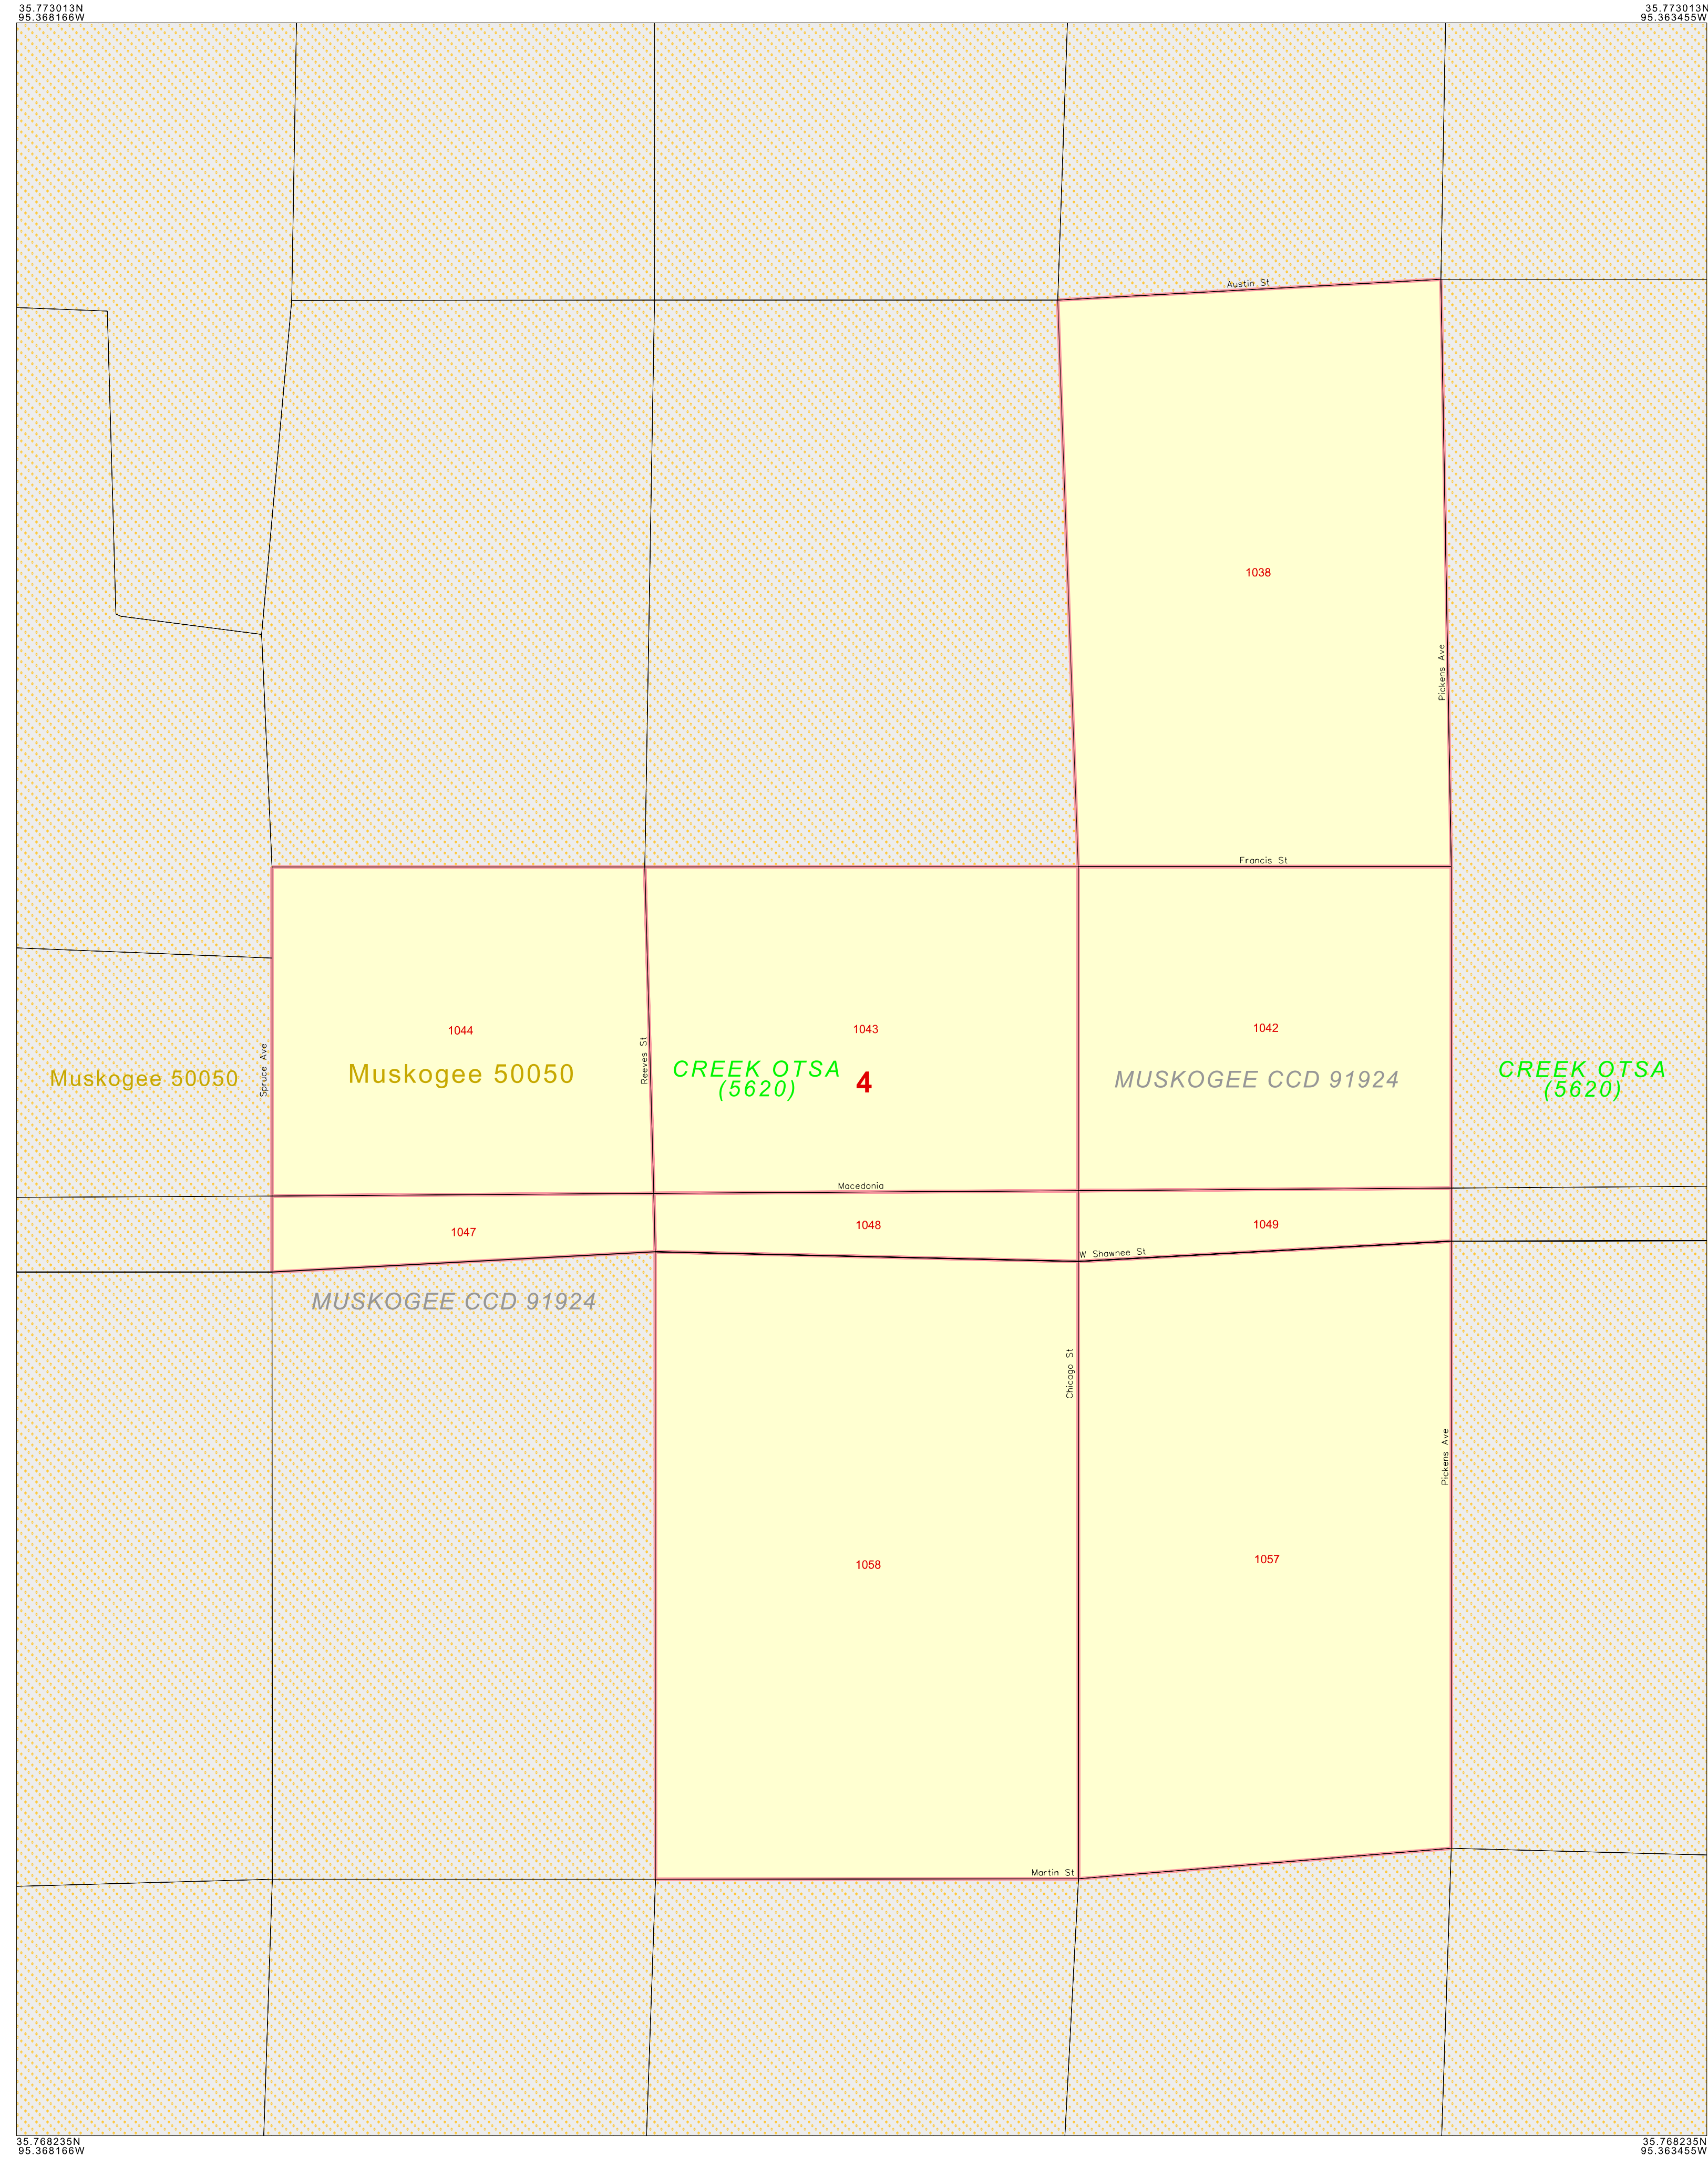 35.773013N
95.368166W
35.773013N
95.363455W
Austin St
1038
Pickens Ave
Francis St
1044
1043
1042
Spruce Ave
Reeves St
Muskogee 50050
Muskogee 50050
CREEK OTSA
(5620)
4
MUSKOGEE CCD 91924
CREEK OTSA
(5620)
Macedonia
1047
1048
1049
W Shawnee St
MUSKOGEE CCD 91924
Chicago St
Pickens Ave
1058
1057
Martin St
35.768235N
95.368166W
35.768235N
95.363455W